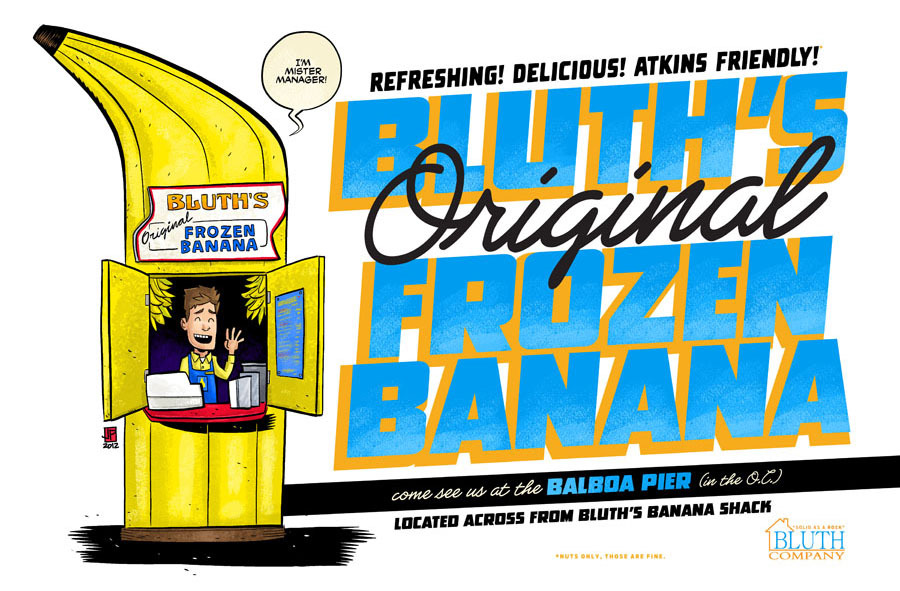 I'M
MISTER
MANAGER!
BLUTH'S
Original
FROZEN
BANANA
JF
2012
REFRESHING! DELICIOUS! ATKINS FRIENDLY!*
BLUTH'S
Original
FROZEN
BANANA
come see us at the BALBOA PIER (in the O.C.)
LOCATED ACROSS FROM BLUTH'S BANANA SHACK
*NUTS ONLY, THOSE ARE FINE.
"SOLID AS A ROCK"
BLUTH
COMPANY